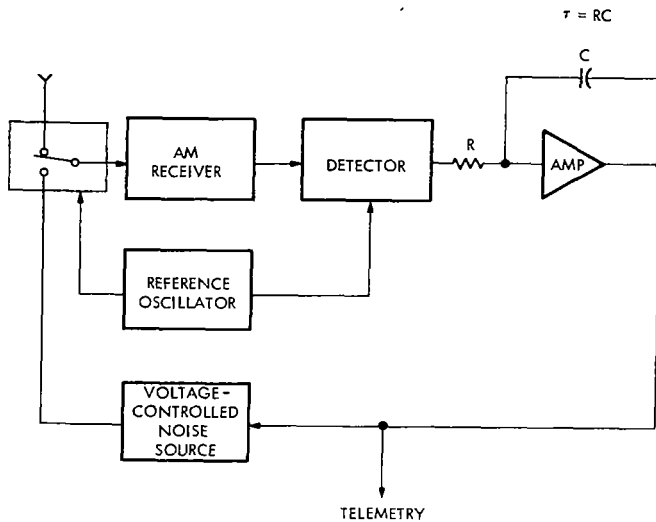 τ = RC
C
AM
RECEIVER
DETECTOR
R
AMP
REFERENCE
OSCILLATOR
VOLTAGE-
CONTROLLED
NOISE
SOURCE
TELEMETRY